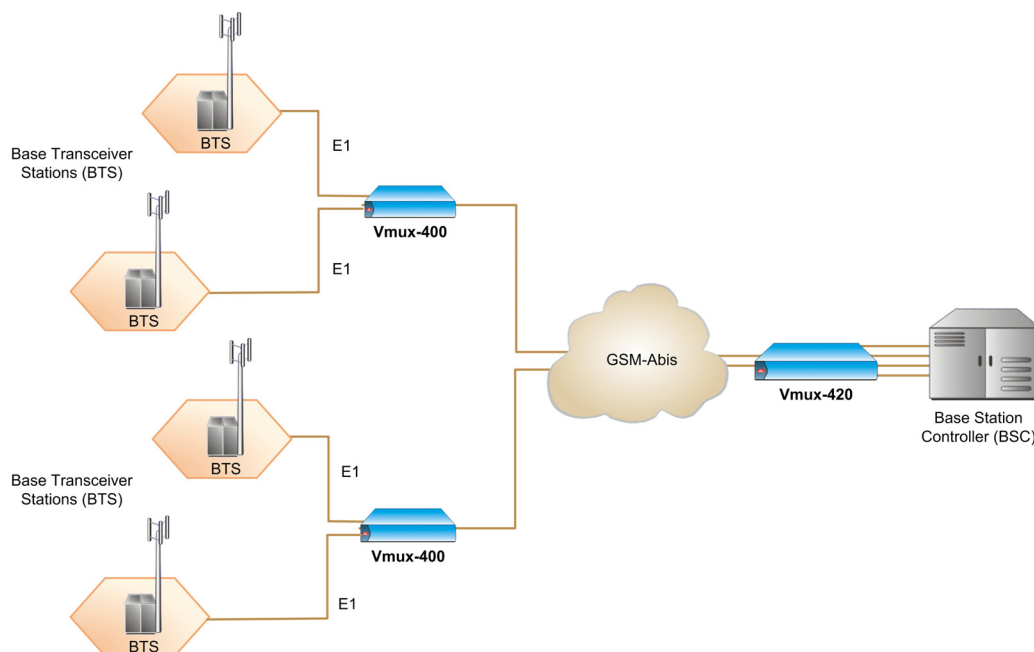 BTS
E1
Base Transceiver
Stations (BTS)
Vmux-400
E1
BTS
GSM-Abis
Vmux-420
Base Station
Controller (BSC)
BTS
E1
Base Transceiver
Stations (BTS)
Vmux-400
E1
BTS